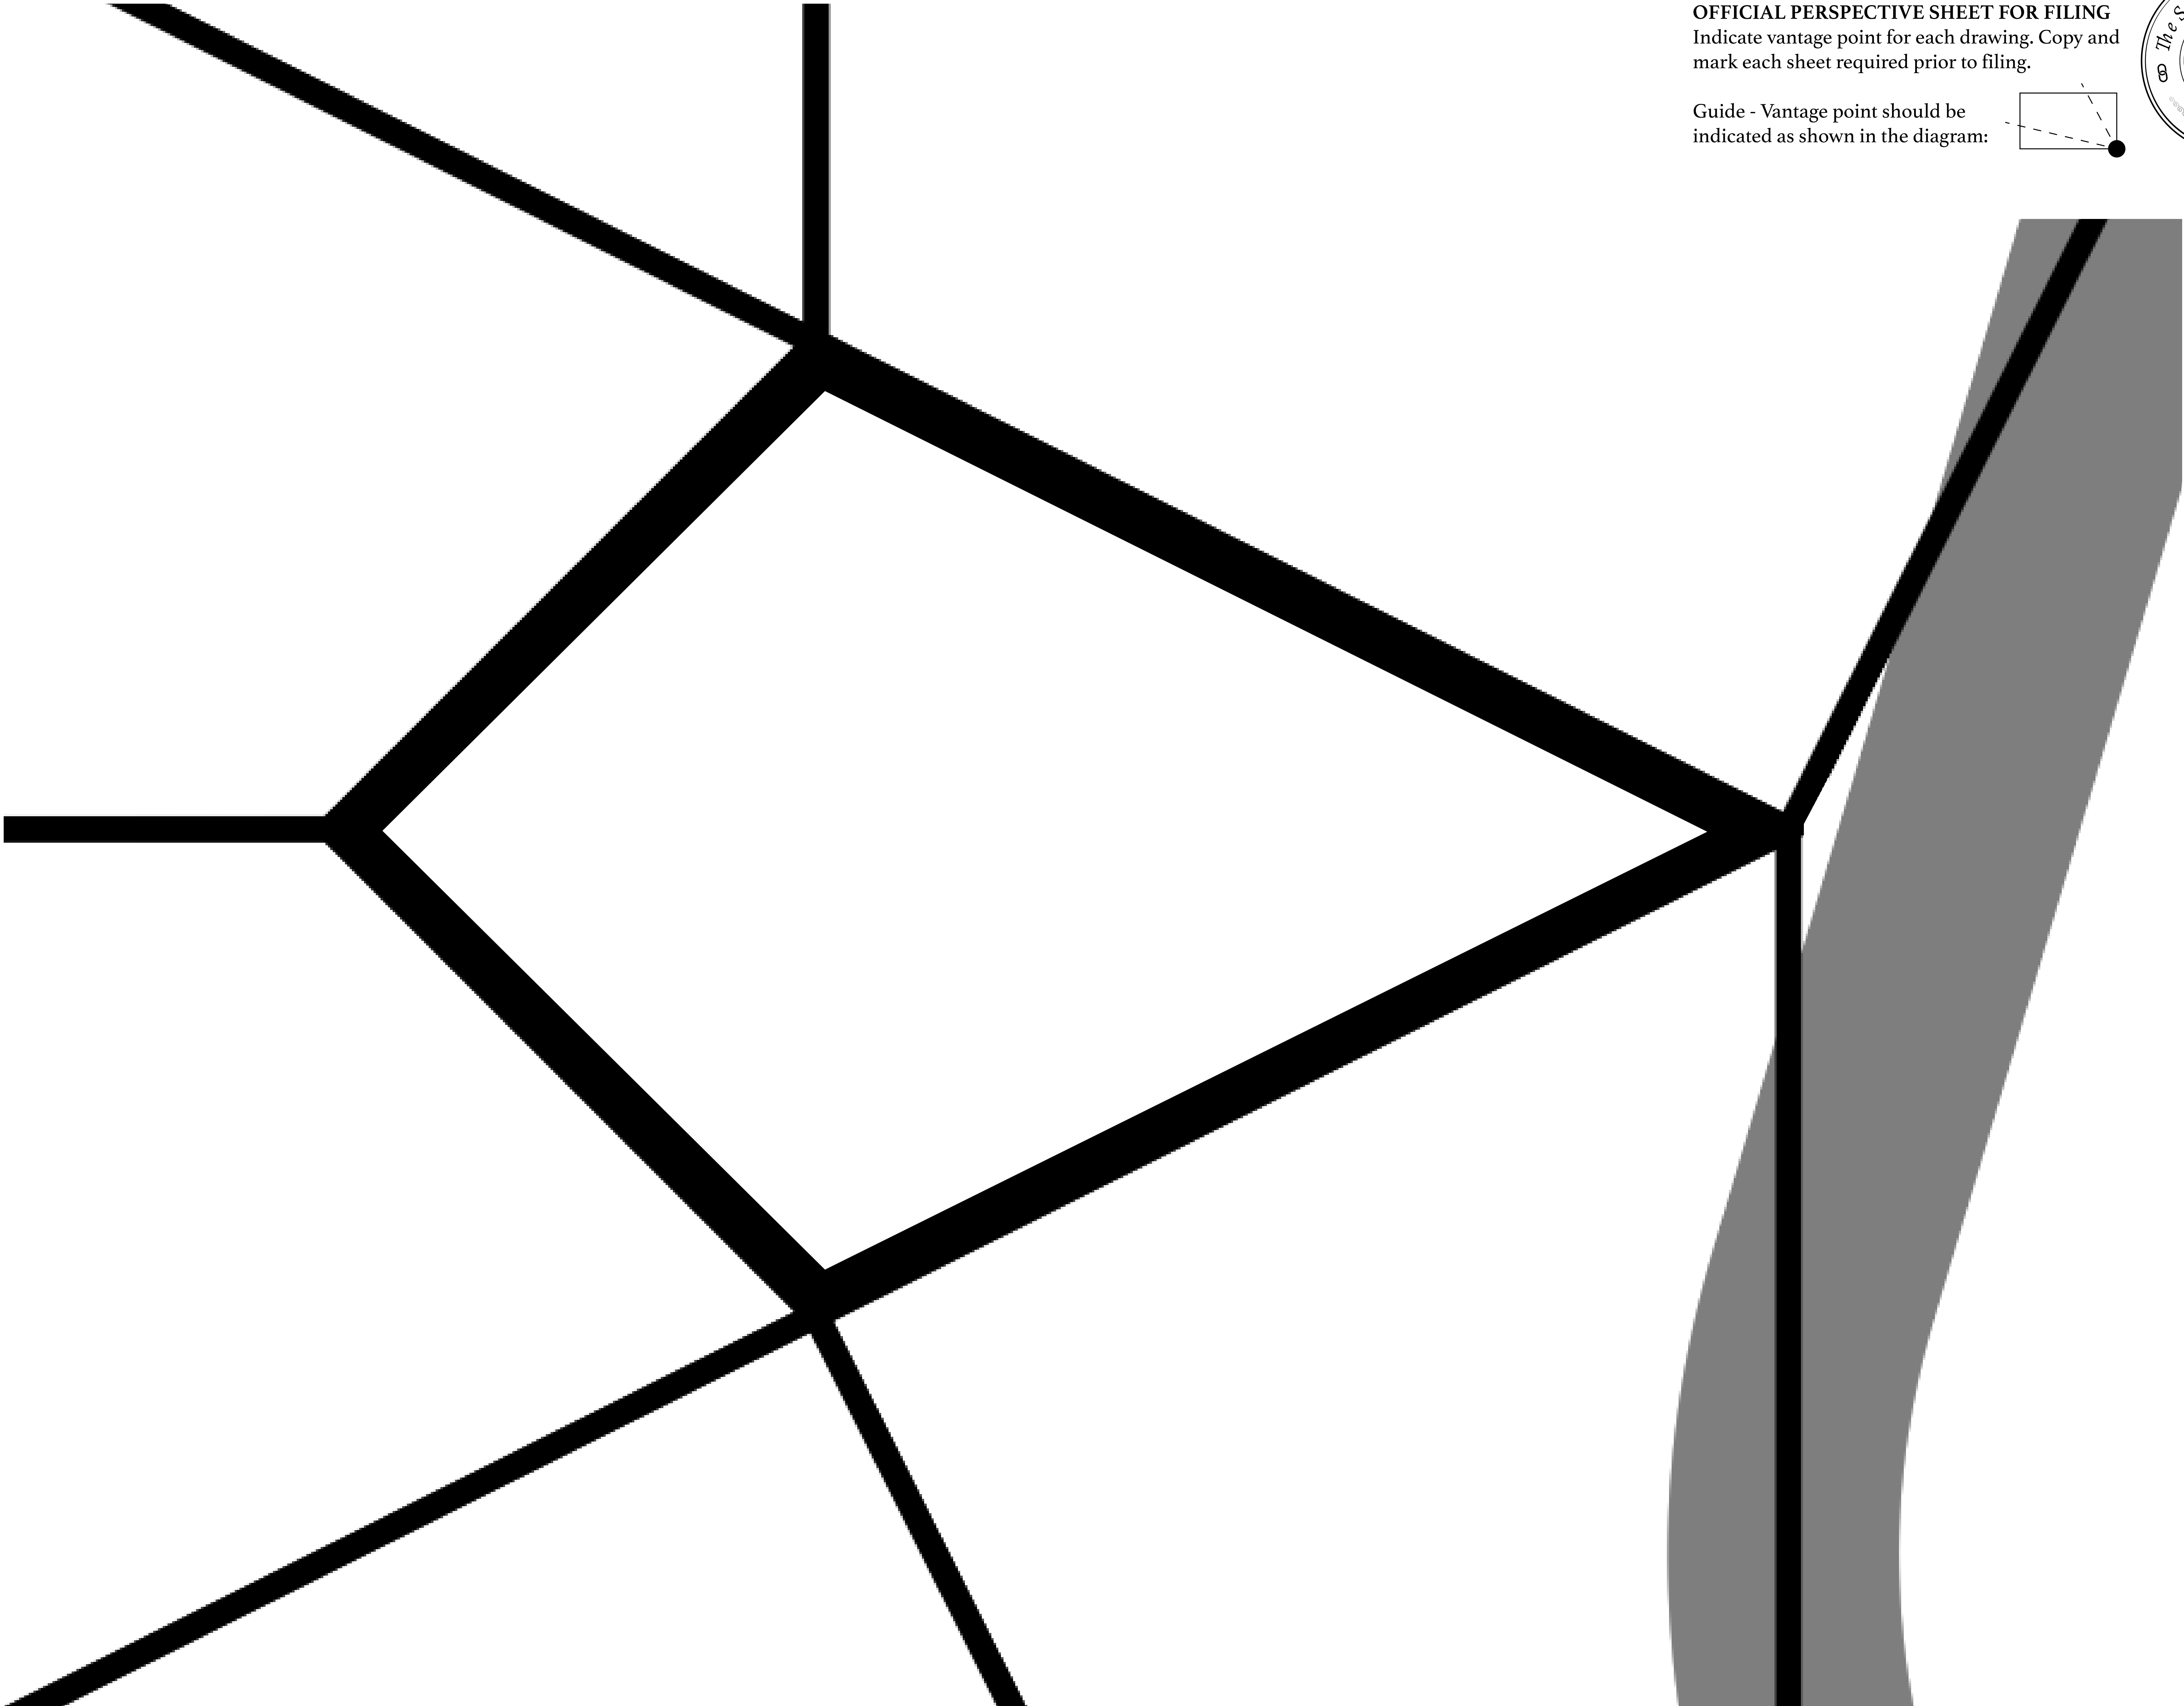 OFFICIAL PERSPECTIVE SHEET FOR FILING
Indicate vantage point for each drawing. Copy and
mark each sheet required prior to filing.
Guide - Vantage point should be
indicated as shown in the diagram:
The